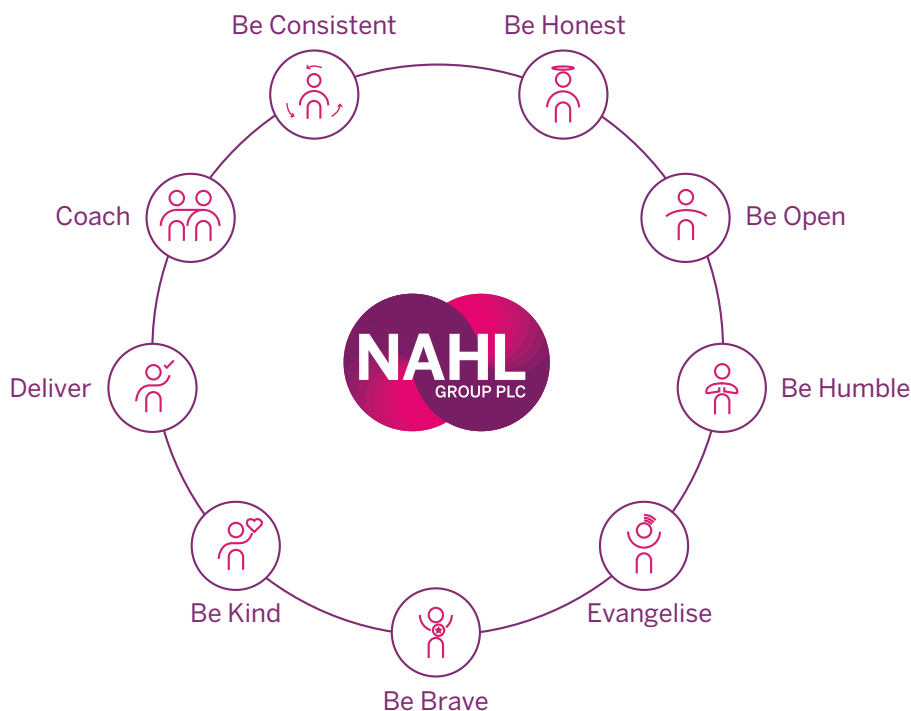 Be Consistent
Be Honest
Coach
Be Open
NAHL
GROUP PLC
Deliver
Be Humble
Be Kind
Evangelise
Be Brave